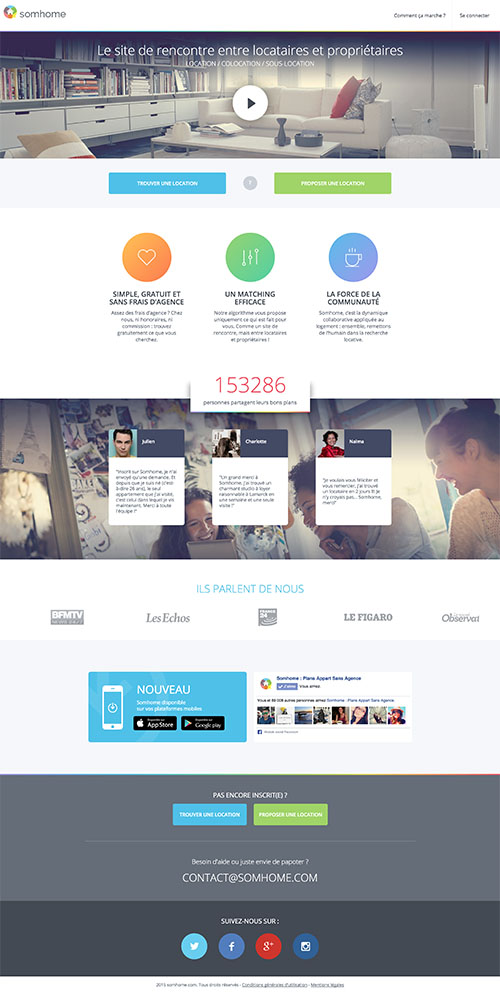 somhome
Comment ça marche ?
Se connecter
Le site de rencontre entre locataires et propriétaires
LOCATION / COLOCATION / SOUS-LOCATION
TROUVER UNE LOCATION
?
PROPOSER UNE LOCATION
SIMPLE, GRATUIT ET
SANS FRAIS D'AGENCE
Assez des frais d'agence ? Chez
nous, ni honoraires, ni
commission : trouvez
gratuitement ce que vous
cherchez.
UN MATCHING
EFFICACE
Notre algorithme vous propose
uniquement ce qui est fait pour
vous. Comme un site de
rencontre, mais entre locataires
et propriétaires !
LA FORCE DE LA
COMMUNAUTÉ
Somhome, c'est la dynamique
collaborative appliquée au
logement : ensemble, remettons
de l'humain dans la recherche
locative.
153286
personnes partagent leurs bons plans
Julien
"Inscrit sur Somhome, je n'ai
envoyé qu'une demande. Et
depuis que je suis né (c'est
à-dire 26 ans), le seul
appartement que j'ai visité,
c'est celui dans lequel je vis
maintenant. Merci à toute
l'équipe !"
Charlotte
"Un grand merci à
Somhome, j'ai trouvé un
charmant studio à loyer
raisonnable à Lamarck en
une semaine et une seule
visite !"
Naima
"Je voulais vous féliciter et
vous remercier, j'ai trouvé
un locataire en 2 jours et je
n'y croyais pas... Somhome,
merci"
ILS PARLENT DE NOUS
BFMTV
NEWS 24/7
Les Echos
FRANCE
24
LE FIGARO
Observat
NOUVEAU
Somhome disponible
sur vos plateformes mobiles
Disponible sur
App Store
Disponible sur
Google play
Somhome : Plans Appart Sans Agence
J'aime
Vous aimez.
Vous et 89 008 autres personnes aimez Somhome : Plans Appart Sans Agence.
Module social Facebook
PAS ENCORE INSCRIT(E) ?
TROUVER UNE LOCATION
PROPOSER UNE LOCATION
Besoin d'aide ou juste envie de papoter ?
CONTACT@SOMHOME.COM
SUIVEZ-NOUS SUR :
2015 somhome.com. Tous droits réservés - Conditions générales d'utilisation - Mentions légales